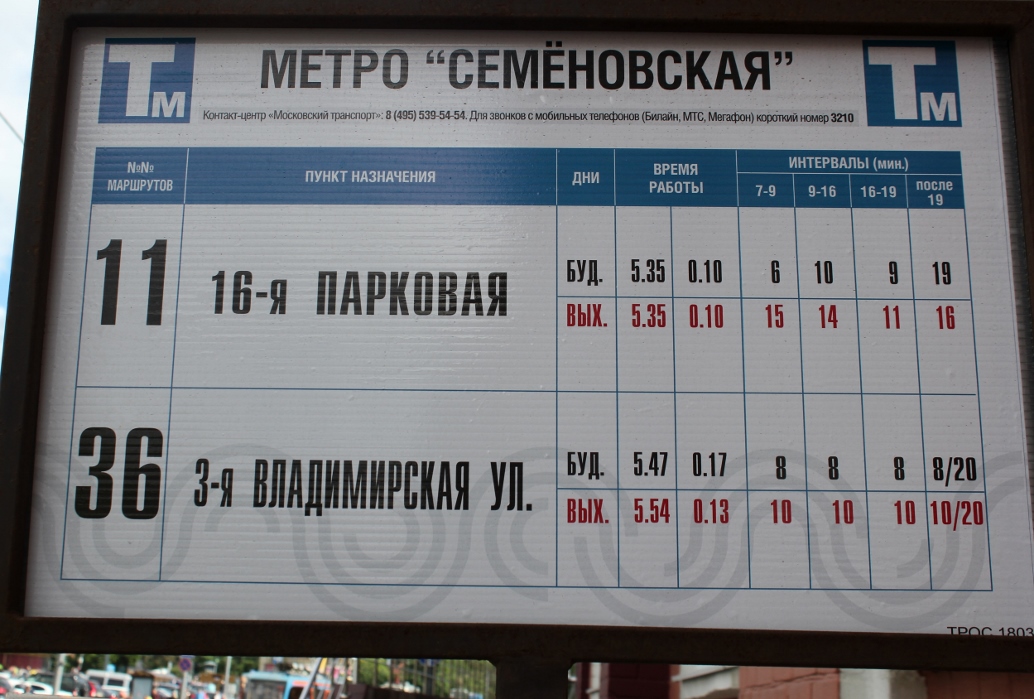 Тм МЕТРО “СЕМЁНОВСКАЯ” Тм
Контакт-центр «Московский транспорт»: 8 (495) 539-54-54. Для звонков с мобильных телефонов (Билайн, МТС, Мегафон) короткий номер 3210
№№ МАРШРУТОВ ПУНКТ НАЗНАЧЕНИЯ ДНИ ВРЕМЯ РАБОТЫ ИНТЕРВАЛЫ (мин.)
7-9 9-16 16-19 после 19
11 16-я ПАРКОВАЯ БУД. 5.35 0.10 6 10 9 19
ВЫХ. 5.35 0.10 15 14 11 16
36 3-я ВЛАДИМИРСКАЯ УЛ. БУД. 5.47 0.17 8 8 8 8/20
ВЫХ. 5.54 0.13 10 10 10 10/20
ТРОС 1803